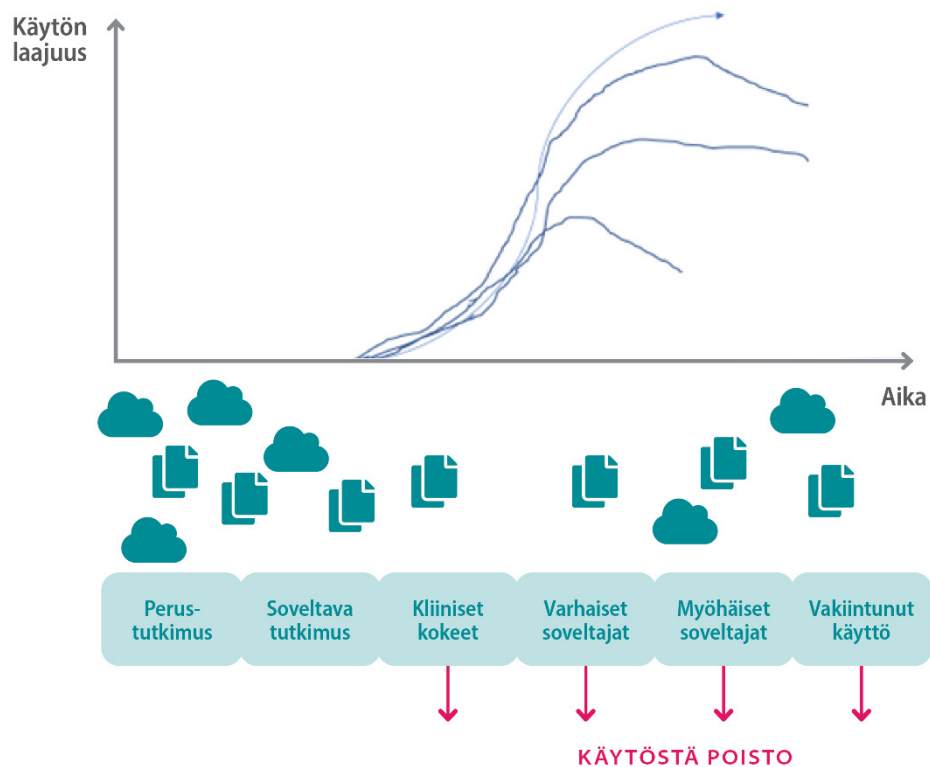 Käytön
laajuus
Aika
Perus-
tutkimus
Soveltava
tutkimus
Kliiniset
kokeet
Varhaiset
soveltajat
Myöhäiset
soveltajat
Vakiintunut
käyttö
KÄYTÖSTÄ POISTO